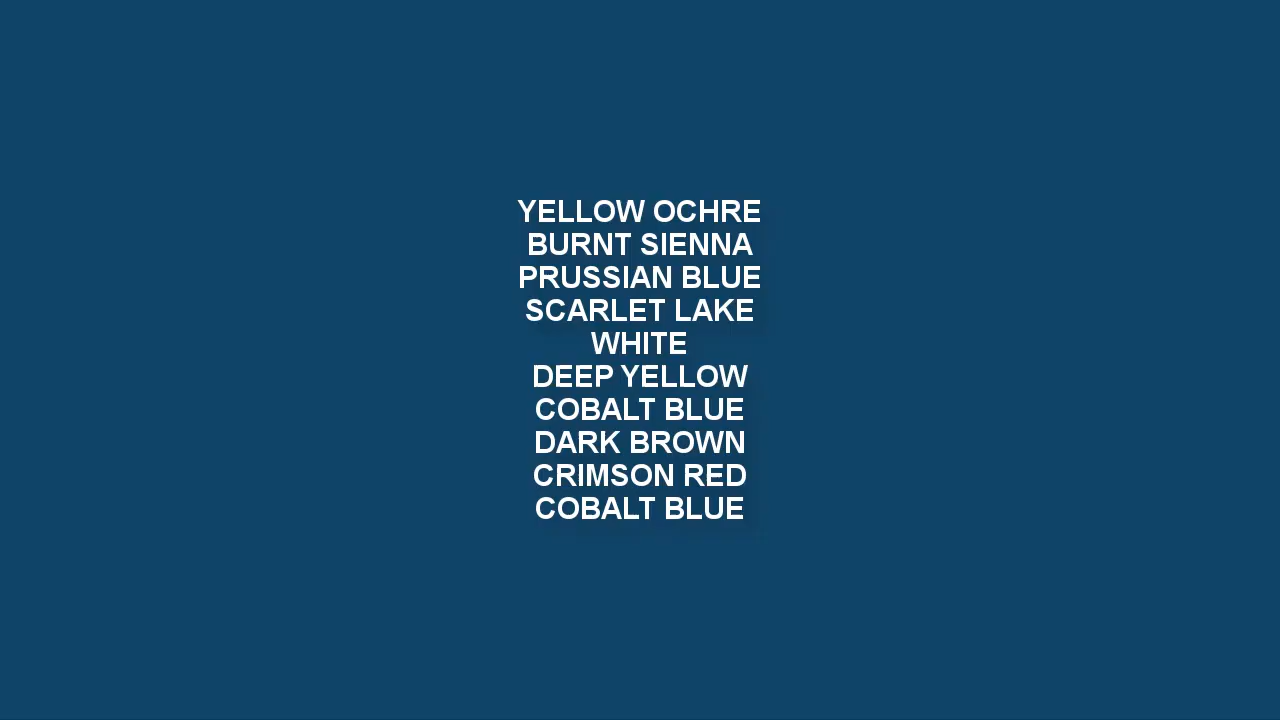 YELLOW OCHRE
BURNT SIENNA
PRUSSIAN BLUE
SCARLET LAKE
WHITE
DEEP YELLOW
COBALT BLUE
DARK BROWN
CRIMSON RED
COBALT BLUE